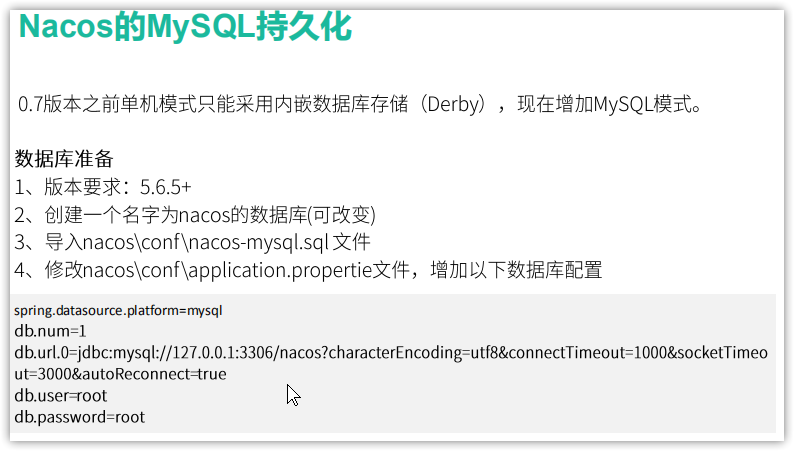 Nacos的MySQL持久化
0.7版本之前单机模式只能采用内嵌数据库存储（Derby），现在增加MySQL模式。
数据库准备
1、版本要求：5.6.5+
2、创建一个名字为nacos的数据库(可改变)
3、导入nacos\conf\nacos-mysql.sql 文件
4、修改nacos\conf\application.propertie文件，增加以下数据库配置
spring.datasource.platform=mysql
db.num=1
db.url.0=jdbc:mysql://127.0.0.1:3306/nacos?characterEncoding=utf8&connectTimeout=1000&socketTimeo
ut=3000&autoReconnect=true
db.user=root
db.password=root